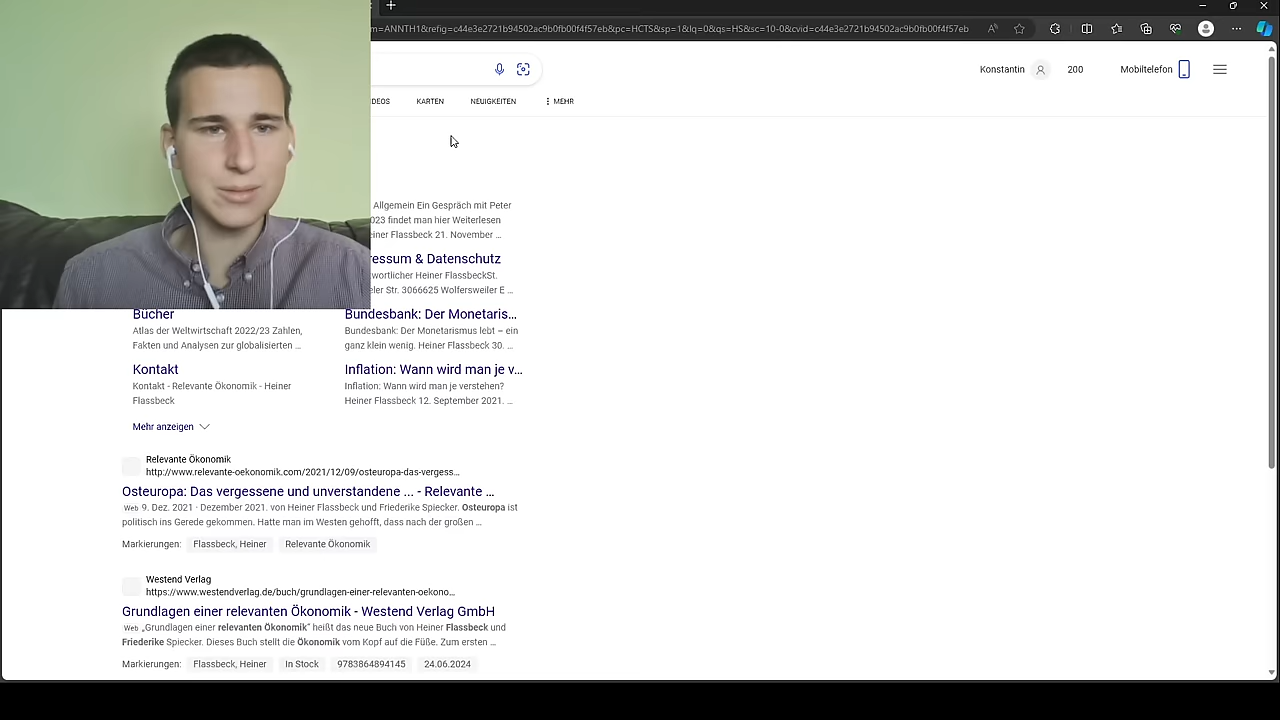 m=ANNTH1&refig=c44e3e2721b94502ac9b0fb00f4f57eb&pc=HCTS&sp=1&lq=0&qs=HS&sc=10-0&cvid=c44e3e2721b94502ac9b0fb00f4f57eb
Konstantin 200 Mobiltelefon
DEOS KARTEN NEUIGKEITEN MEHR
Allgemein Ein Gespräch mit Peter
023 findet man hier Weiterlesen
einer Flassbeck 21. November ...
ressum & Datenschutz
wortlicher Heiner FlassbeckSt.
eler Str. 3066625 Wolfersweiler E ...
Bücher
Atlas der Weltwirtschaft 2022/23 Zahlen,
Fakten und Analysen zur globalisierten ...
Bundesbank: Der Monetaris...
Bundesbank: Der Monetarismus lebt – ein
ganz klein wenig. Heiner Flassbeck 30. ...
Kontakt
Kontakt - Relevante Ökonomik - Heiner
Flassbeck
Inflation: Wann wird man je v...
Inflation: Wann wird man je verstehen?
Heiner Flassbeck 12. September 2021. ...
Mehr anzeigen
Relevante Ökonomik
http://www.relevante-oekonomik.com/2021/12/09/osteuropa-das-vergess...
Osteuropa: Das vergessene und unverstandene ... - Relevante ...
Web 9. Dez. 2021 · Dezember 2021. von Heiner Flassbeck und Friederike Spiecker. Osteuropa ist
politisch ins Gerede gekommen. Hatte man im Westen gehofft, dass nach der großen ...
Markierungen: Flassbeck, Heiner Relevante Ökonomik
Westend Verlag
https://www.westendverlag.de/buch/grundlagen-einer-relevanten-oekono...
Grundlagen einer relevanten Ökonomik - Westend Verlag GmbH
Web „Grundlagen einer relevanten Ökonomik“ heißt das neue Buch von Heiner Flassbeck und
Friederike Spiecker. Dieses Buch stellt die Ökonomik vom Kopf auf die Füße. Zum ersten ...
Markierungen: Flassbeck, Heiner In Stock 9783864894145 24.06.2024